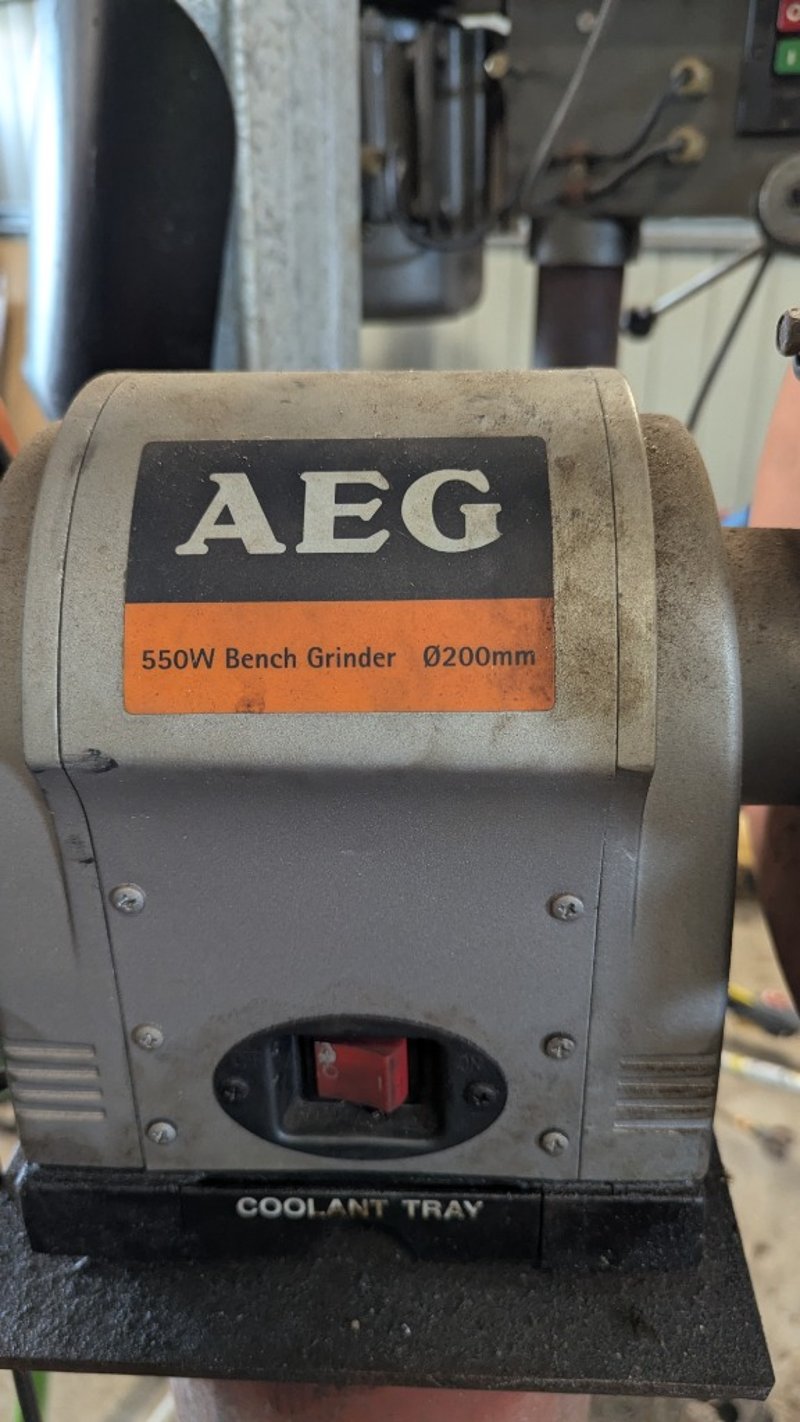 AEG
550W Bench Grinder Ø200mm
COOLANT TRAY